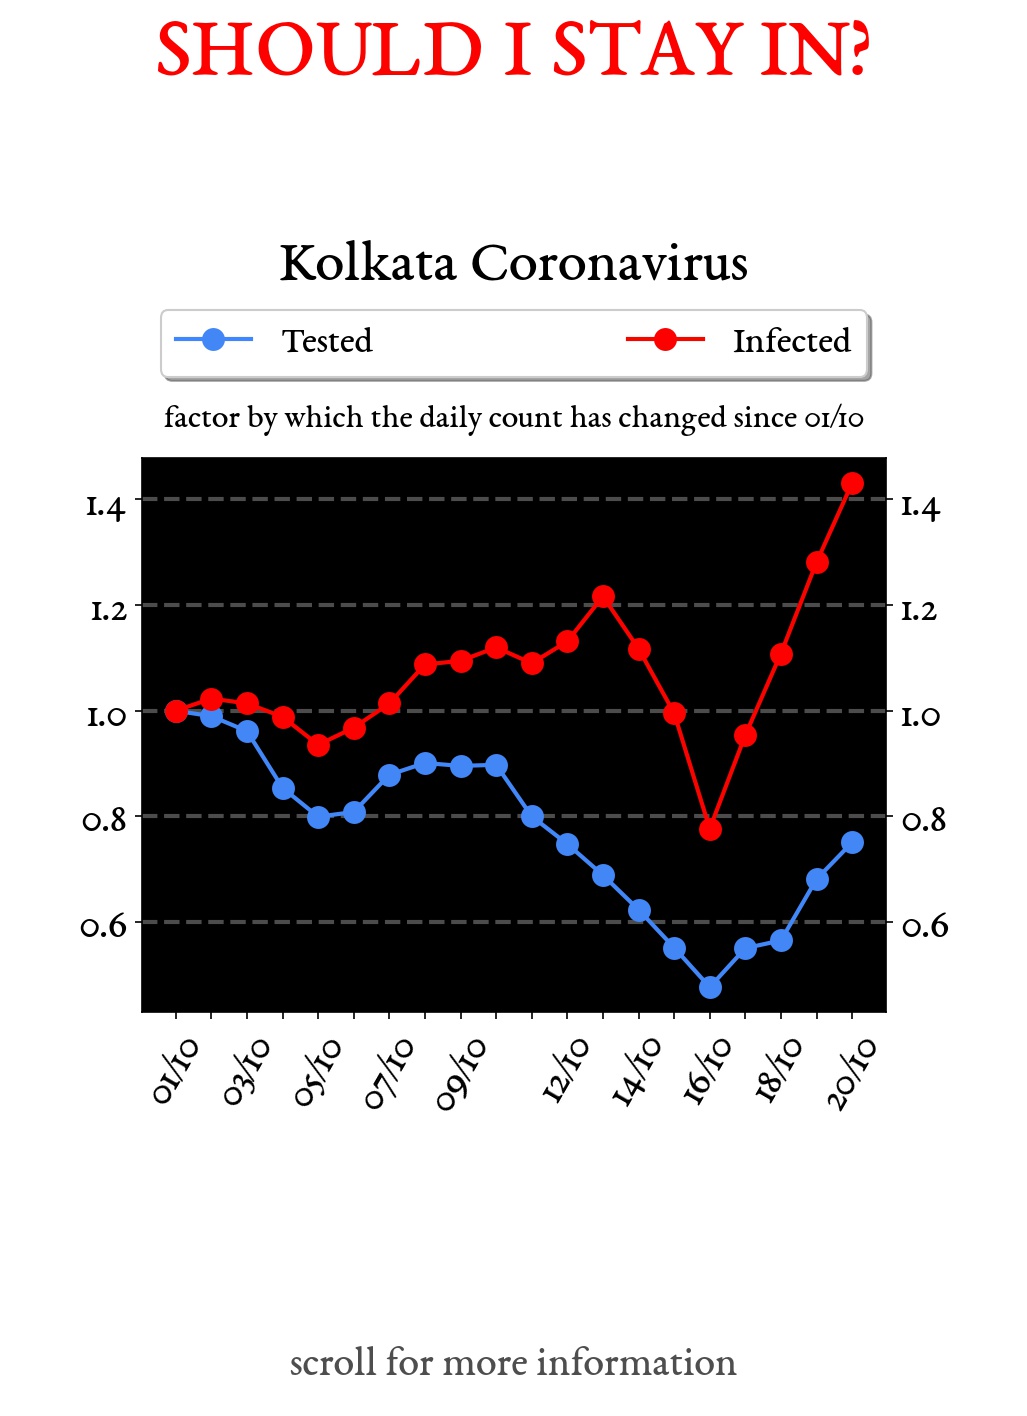 SHOULD I STAY IN?
Kolkata Coronavirus
Tested Infected
factor by which the daily count has changed since 01/10
1.4 1.4
1.2 1.2
1.0 1.0
0.8 0.8
0.6 0.6
01/10 03/10 05/10 07/10 09/10 12/10 14/10 16/10 18/10 20/10
scroll for more information